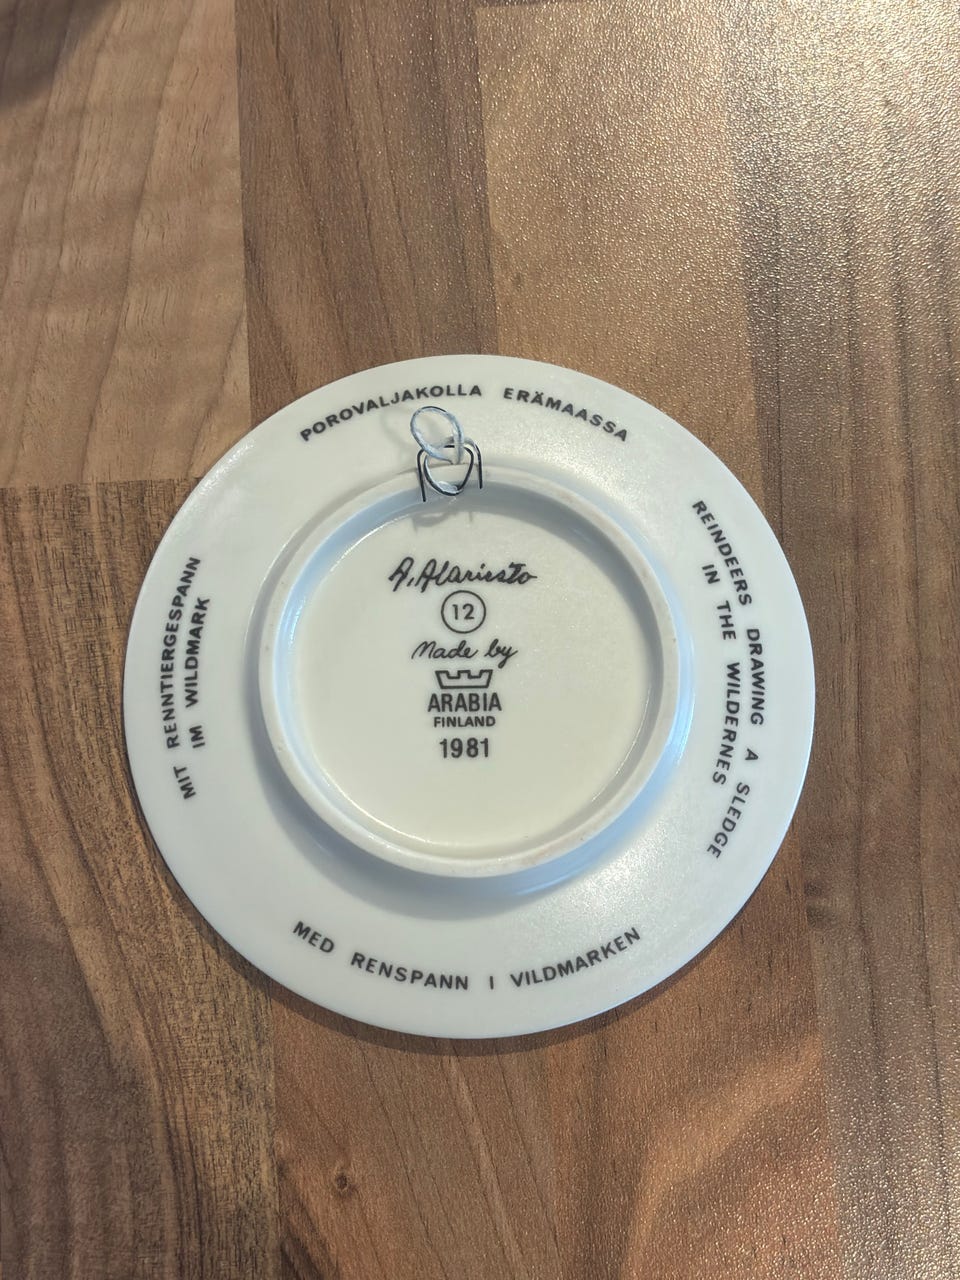 POROVALJAKOLLA ERÄMAASSA
REINDEERS DRAWING A SLEDGE
IN THE WILDERNES
MED RENSPANN I VILDMARKEN
MIT RENNTIERGESPANN
IM WILDMARK
A. Alariesto
12
Made by
ARABIA
FINLAND
1981